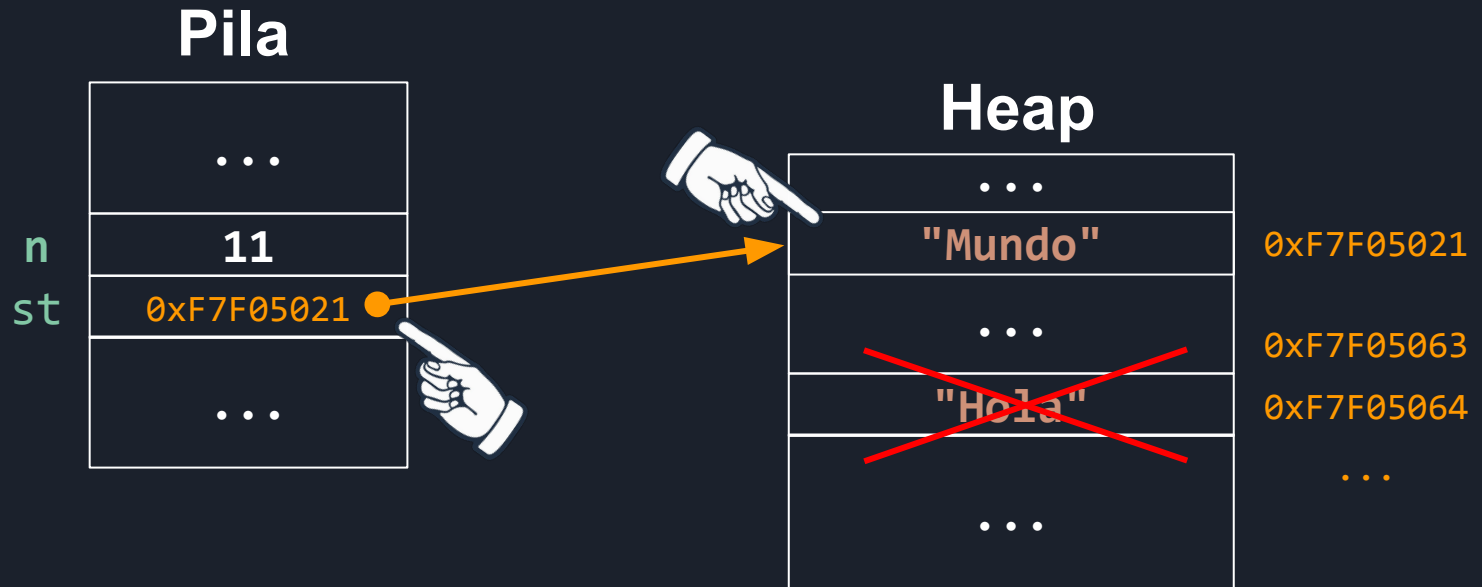 Pila
...
n 11
st 0xF7F05021
...
Heap
...
"Mundo" 0xF7F05021
... 0xF7F05063
"Hola" 0xF7F05064
...
...